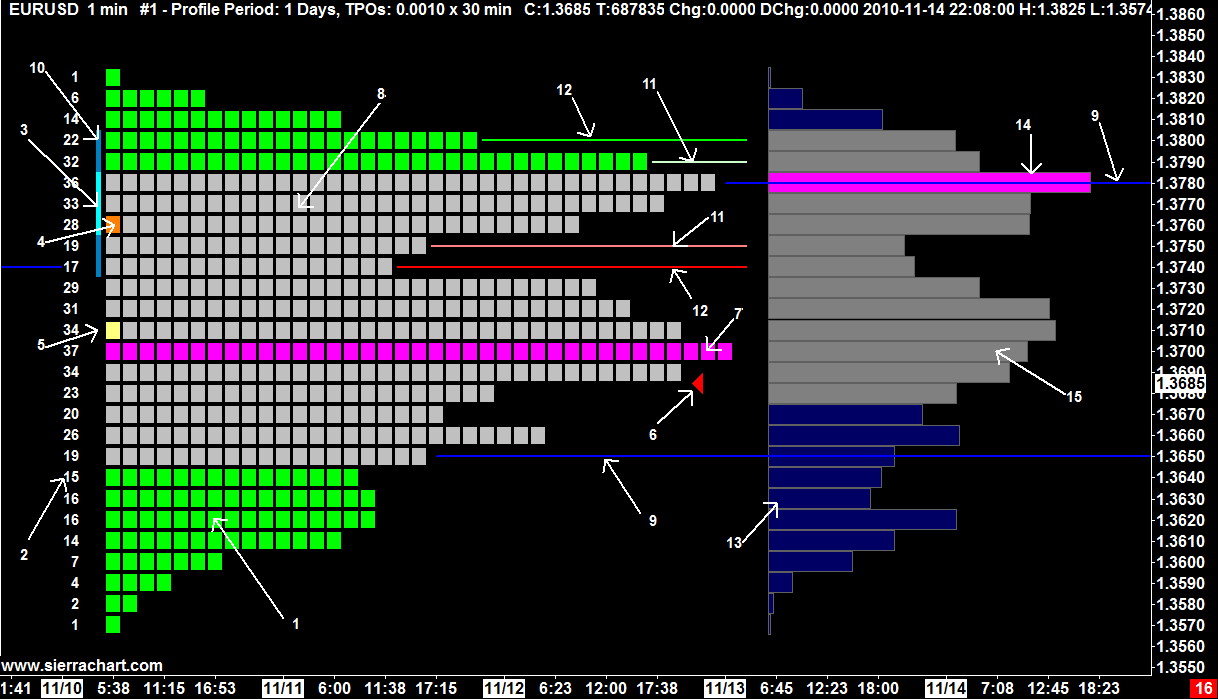 EURUSD 1 min #1 - Profile Period: 1 Days, TPOs: 0.0010 x 30 min C:1.3685 T:687835 Chg:0.0000 DChg:0.0000 2010-11-14 22:08:00 H:1.3825 L:1.3574
1.3860
1.3850
1.3840
10 1 12 11 8 1.3830
6 9 1.3820
14 14 1.3810
3 22 1.3800
32 1.3790
36 1.3780
33 1.3770
4 28 11 1.3760
19 1.3750
17 1.3740
29 1.3730
31 12 7 1.3720
5 34 1.3710
37 1.3700
34 1.3690
1.3685
23 15 1.3680
20 6 1.3670
26 1.3660
19 1.3650
15 1.3640
16 9 1.3630
16 1.3620
2 14 13 1.3610
7 1.3600
4 1.3590
2 1.3580
1 1 1.3570
1.3560
www.sierrachart.com 1.3550
1:41 11/10 5:38 11:15 16:53 11/11 6:00 11:38 17:15 11/12 6:23 12:00 17:38 11/13 6:45 12:23 18:00 11/14 7:08 12:45 18:23 16